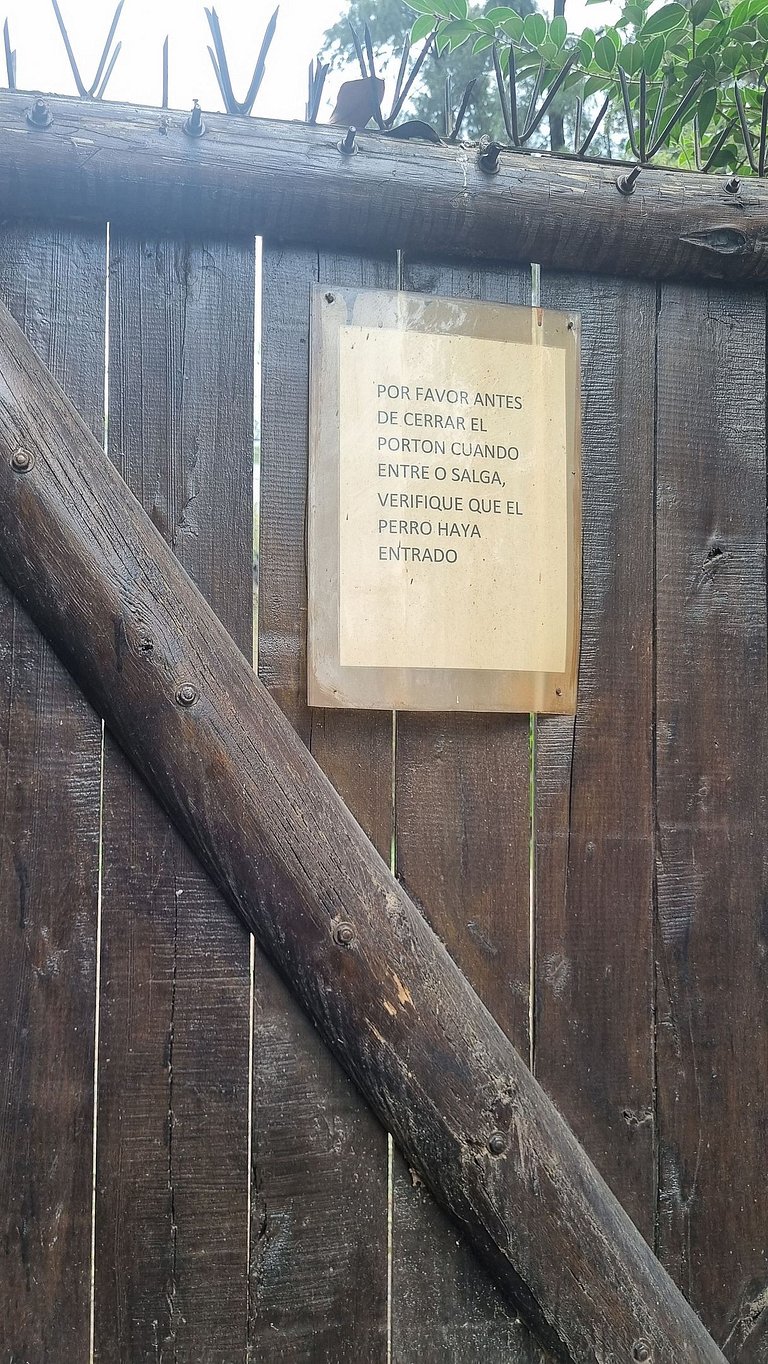 POR FAVOR ANTES
DE CERRAR EL
PORTON CUANDO
ENTRE O SALGA,
VERIFIQUE QUE EL
PERRO HAYA
ENTRADO